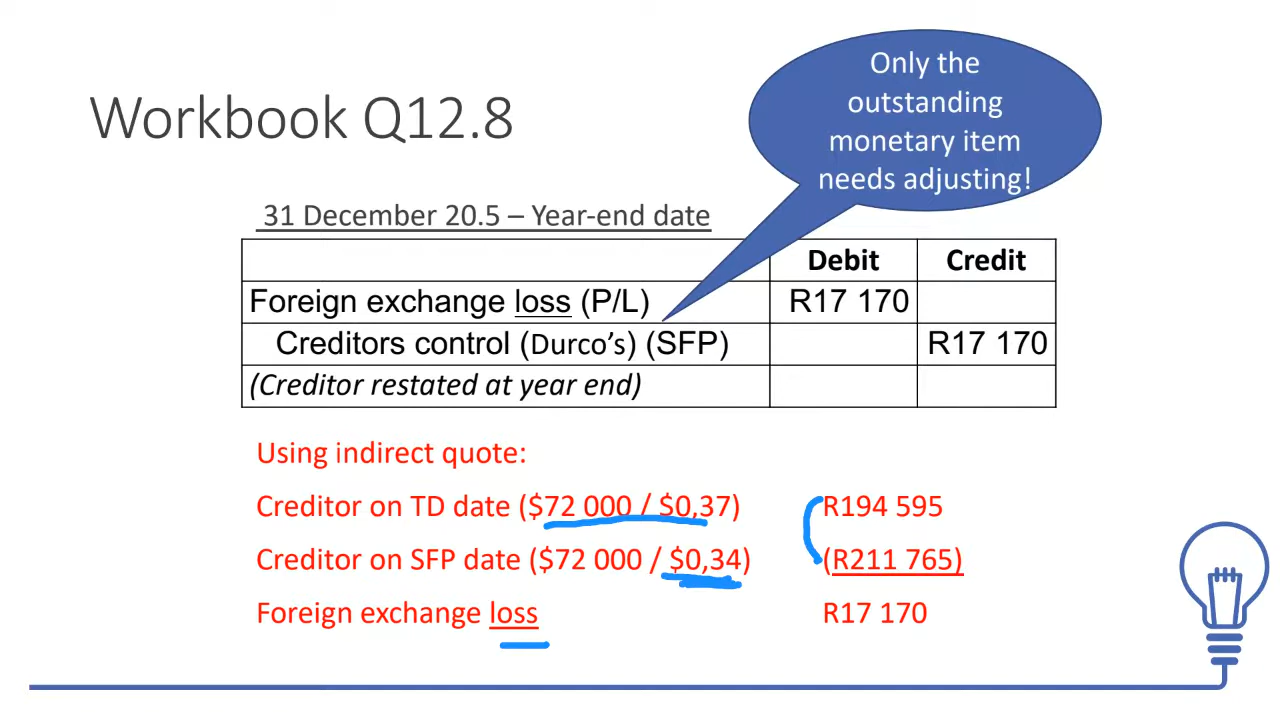 Only the
outstanding
monetary item
needs adjusting!
Workbook Q12.8
31 December 20.5 – Year-end date
Debit Credit
Foreign exchange loss (P/L) R17 170
Creditors control (Durco’s) (SFP) R17 170
(Creditor restated at year end)
Using indirect quote:
Creditor on TD date ($72 000 / $0,37) R194 595
Creditor on SFP date ($72 000 / $0,34) (R211 765)
Foreign exchange loss R17 170